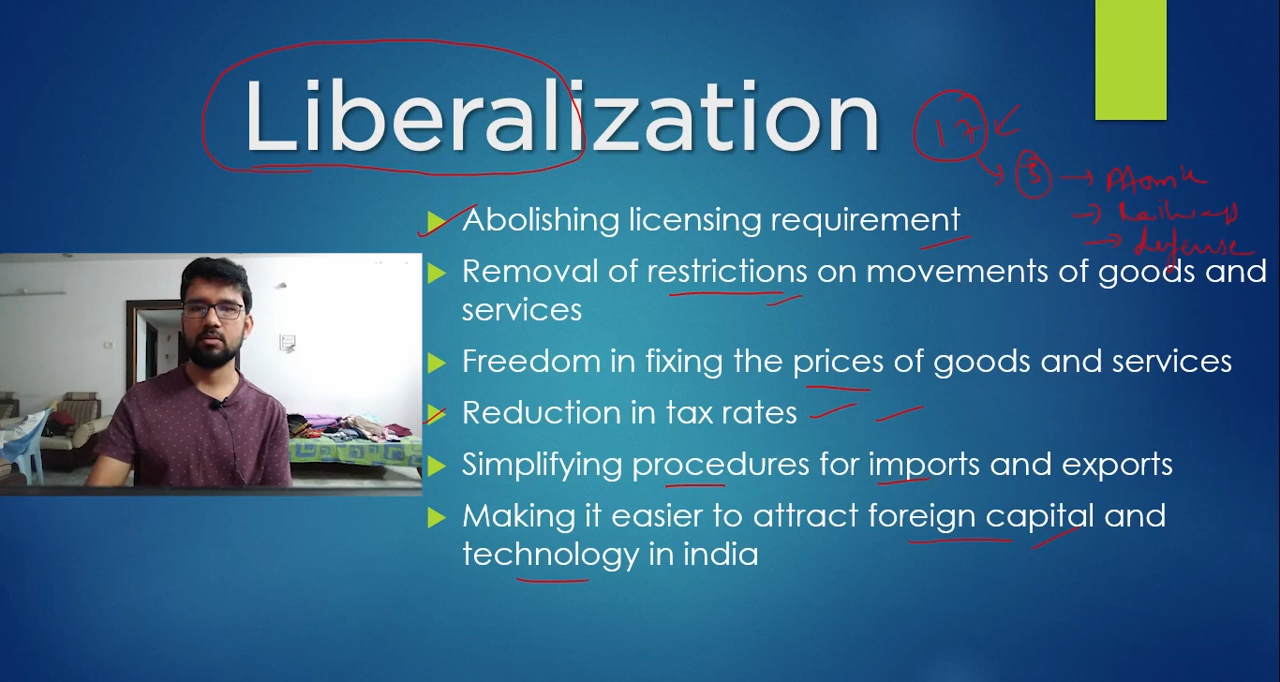 Liberalization
17
3 → Atomic
→ Railways
→ defense
Abolishing licensing requirement
Removal of restrictions on movements of goods and
services
Freedom in fixing the prices of goods and services
Reduction in tax rates
Simplifying procedures for imports and exports
Making it easier to attract foreign capital and
technology in india